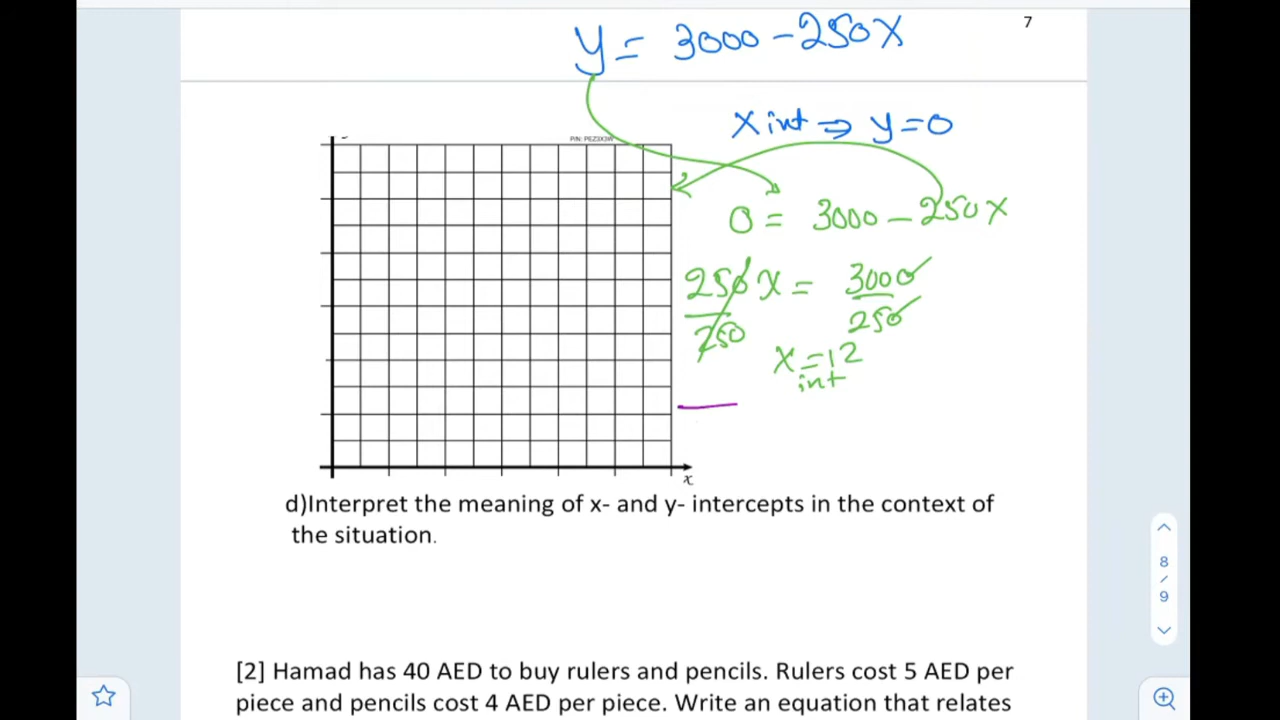 7
y = 3000 - 250x
x int ⇒ y = 0
PIN: PEZ3X3W
0 = 3000 - 250x
250x = 3000
250 250
x = 12
int
x
d)Interpret the meaning of x- and y- intercepts in the context of
the situation.
8
/
9
[2] Hamad has 40 AED to buy rulers and pencils. Rulers cost 5 AED per
piece and pencils cost 4 AED per piece. Write an equation that relates